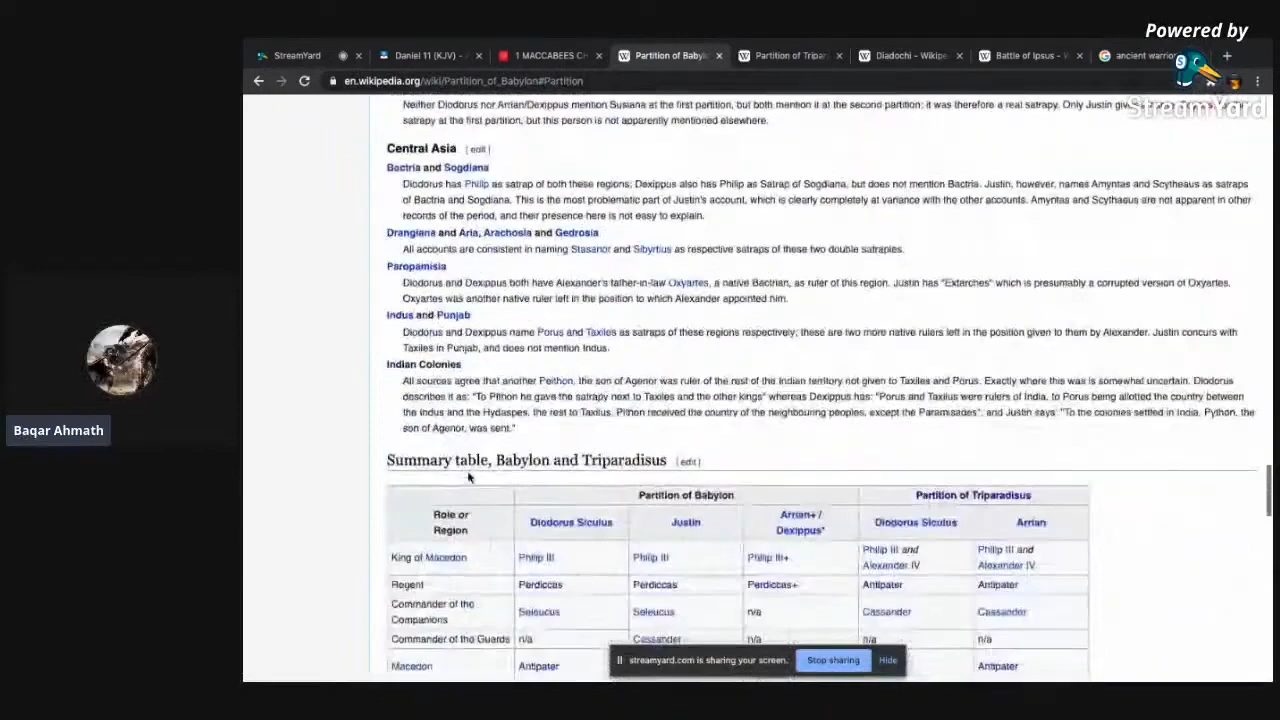 Powered by
StreamYard
StreamYard
Daniel 11 (KJV) -
1 MACCABEES CH
Partition of Babyl
Partition of Tripar
Diadochi - Wikipe
Battle of Ipsus - W
ancient warrior
en.wikipedia.org/wiki/Partition_of_Babylon#Partition
Neither Diodorus nor Arrian/Dexippus mention Susiana at the first partition, but both mention it at the second partition; it was therefore a real satrapy. Only Justin
satrapy at the first partition, but this person is not apparently mentioned elsewhere.
Central Asia [ edit ]
Bactria and Sogdiana
Diodorus has Philip as satrap of both these regions; Dexippus also has Philip as Satrap of Sogdiana, but does not mention Bactria. Justin, however, names Amyntas and Scythaeus as satraps
of Bactria and Sogdiana. This is the most problematic part of Justin's account, which is clearly completely at variance with the other accounts. Amyntas and Scythaeus are not apparent in other
records of the period, and their presence here is not easy to explain.
Drangiana and Aria, Arachosia and Gedrosia
All accounts are consistent in naming Stasanor and Sibyrtius as respective satraps of these two double satrapies.
Paropamisia
Diodorus and Dexippus both have Alexander's father-in-law Oxyartes, a native Bactrian, as ruler of this region. Justin has "Extarches" which is presumably a corrupted version of Oxyartes.
Oxyartes was another native ruler left in the position to which Alexander appointed him.
Indus and Punjab
Diodorus and Dexippus name Porus and Taxiles as satraps of these regions respectively; these are two more native rulers left in the position given to them by Alexander. Justin concurs with
Taxiles in Punjab, and does not mention Indus.
Indian Colonies
All sources agree that another Peithon, the son of Agenor was ruler of the rest of the Indian territory not given to Taxiles and Porus. Exactly where this was is somewhat uncertain. Diodorus
describes it as: "To Pithon he gave the satrapy next to Taxiles and the other kings" whereas Dexippus has: "Porus and Taxilus were rulers of India, to Porus being allotted the country between
the Indus and the Hydaspes, the rest to Taxilus. Pithon received the country of the neighbouring peoples, except the Paramisades", and Justin says: "To the colonies settled in India, Python, the
son of Agenor, was sent."
Baqar Ahmath
Summary table, Babylon and Triparadisus [ edit ]
Partition of Babylon Partition of Triparadisus
Role or Region Diodorus Siculus Justin Arrian+ / Dexippus* Diodorus Siculus Arrian
King of Macedon Philip III Philip III Philip III+ Philip III and Alexander IV Philip III and Alexander IV
Regent Perdiccas Perdiccas Perdiccas+ Antipater Antipater
Commander of the Companions Seleucus Seleucus n/a Cassander Cassander
Commander of the Guards n/a Cassander n/a n/a n/a
Macedon Antipater Antipater
streamyard.com is sharing your screen. Stop sharing Hide